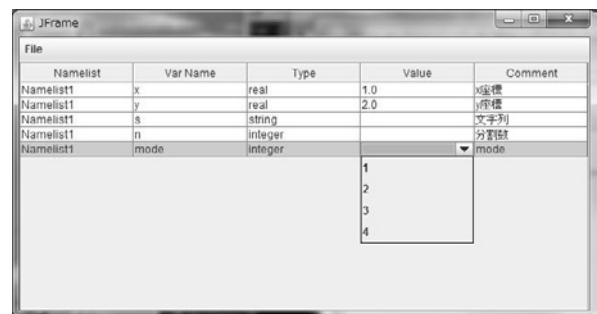 JFrame
File
Namelist Var Name Type Value Comment
Namelist1 x real 1.0 x座標
Namelist1 y real 2.0 y座標
Namelist1 s string 文字列
Namelist1 n integer 分割数
Namelist1 mode integer mode
1
2
3
4